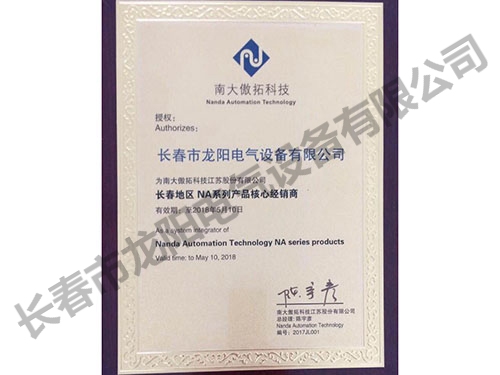 南大傲拓科技
Nanda Automation Technology
授权:
Authorizes:
长春市龙阳电气设备有限公司
为南大傲拓科技江苏股份有限公司
长春地区 NA系列产品核心经销商
有效期: 至2018年5月10日
As a system integrator of
Nanda Automation Technology NA series products
Valid time: to May 10, 2018
陈宇彦
南大傲拓科技江苏股份有限公司
总经理: 陈宇彦
Nanda Automation Technology
编号: 2017JL001
长春市龙阳电气设备有限公司